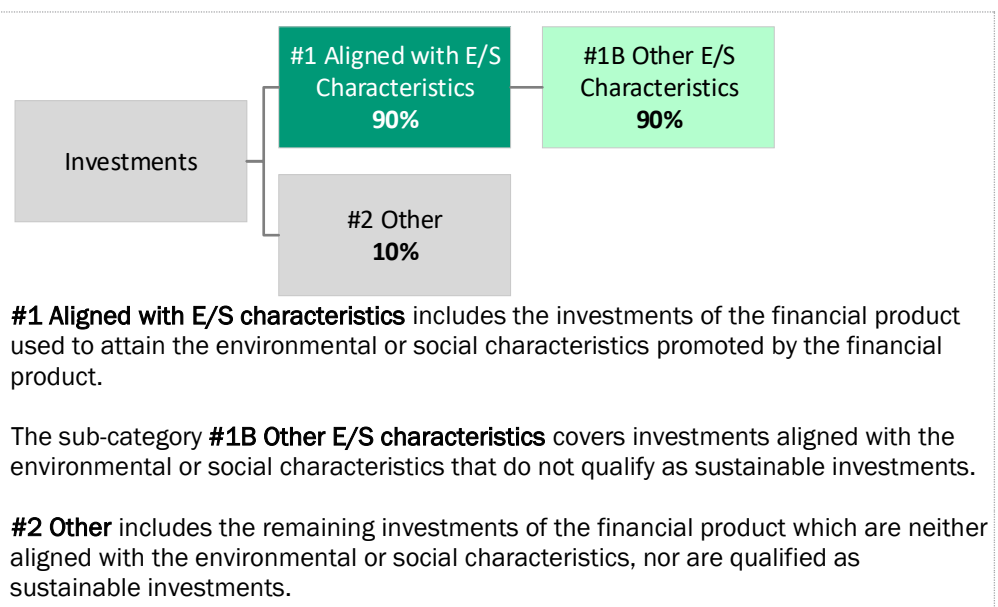 #1 Aligned with E/S
Characteristics
90%
#1B Other E/S
Characteristics
90%
Investments
#2 Other
10%
#1 Aligned with E/S characteristics includes the investments of the financial product
used to attain the environmental or social characteristics promoted by the financial
product.
The sub-category #1B Other E/S characteristics covers investments aligned with the
environmental or social characteristics that do not qualify as sustainable investments.
#2 Other includes the remaining investments of the financial product which are neither
aligned with the environmental or social characteristics, nor are qualified as
sustainable investments.